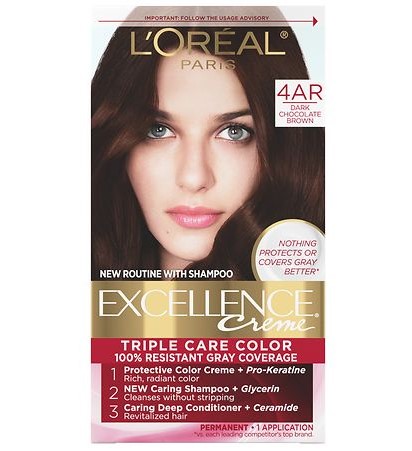 IMPORTANT: FOLLOW THE USAGE ADVISORY
L'ORÉAL®
PARIS
4AR
DARK
CHOCOLATE
BROWN
NOTHING
PROTECTS OR
COVERS GRAY
BETTER*
NEW ROUTINE WITH SHAMPOO
EXCELLENCE®
Creme
TRIPLE CARE COLOR
100% RESISTANT GRAY COVERAGE
1 Protective Color Creme + Pro-Keratine
Rich, radiant color
2 NEW Caring Shampoo + Glycerin
Cleanses without stripping
3 Caring Deep Conditioner + Ceramide
Revitalized hair
PERMANENT • 1 APPLICATION
*vs. each leading competitor's top brand.